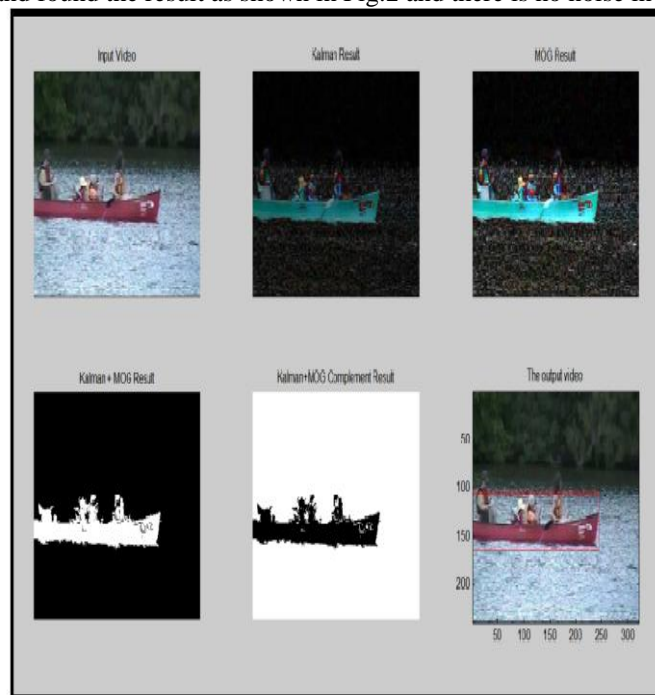 and found the result as shown in Fig.2 and there is no noise in
Input Video
Kalman Result
MOG Result
Kalman + MOG Result
Kalman+MOG Complement Result
The output video
50
100
150
200
50 100 150 200 250 300